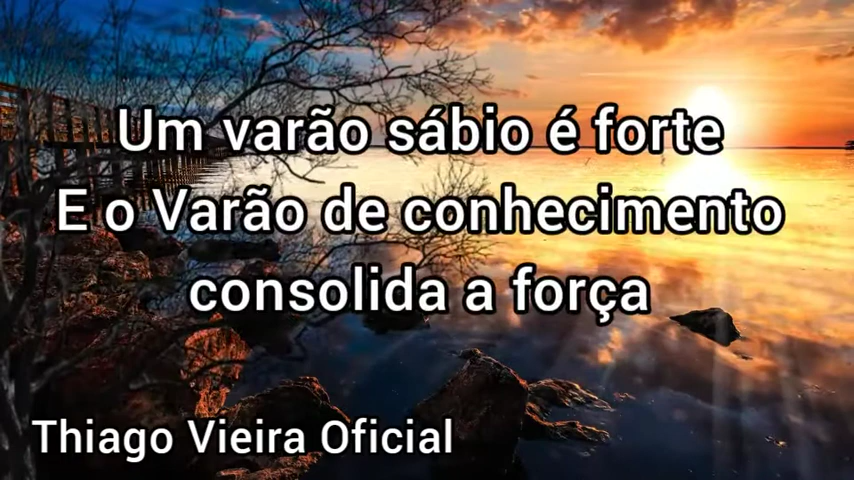 Um varão sábio é forte
E o Varão de conhecimento
consolida a força
Thiago Vieira Oficial